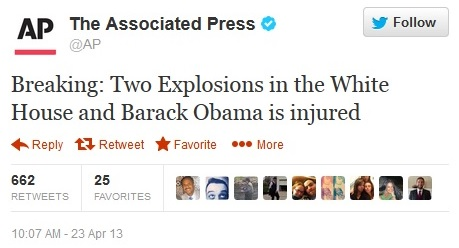 AP
The Associated Press
@AP
Follow
Breaking: Two Explosions in the White
House and Barack Obama is injured
Reply Retweet Favorite More
662 25
RETWEETS FAVORITES
10:07 AM - 23 Apr 13